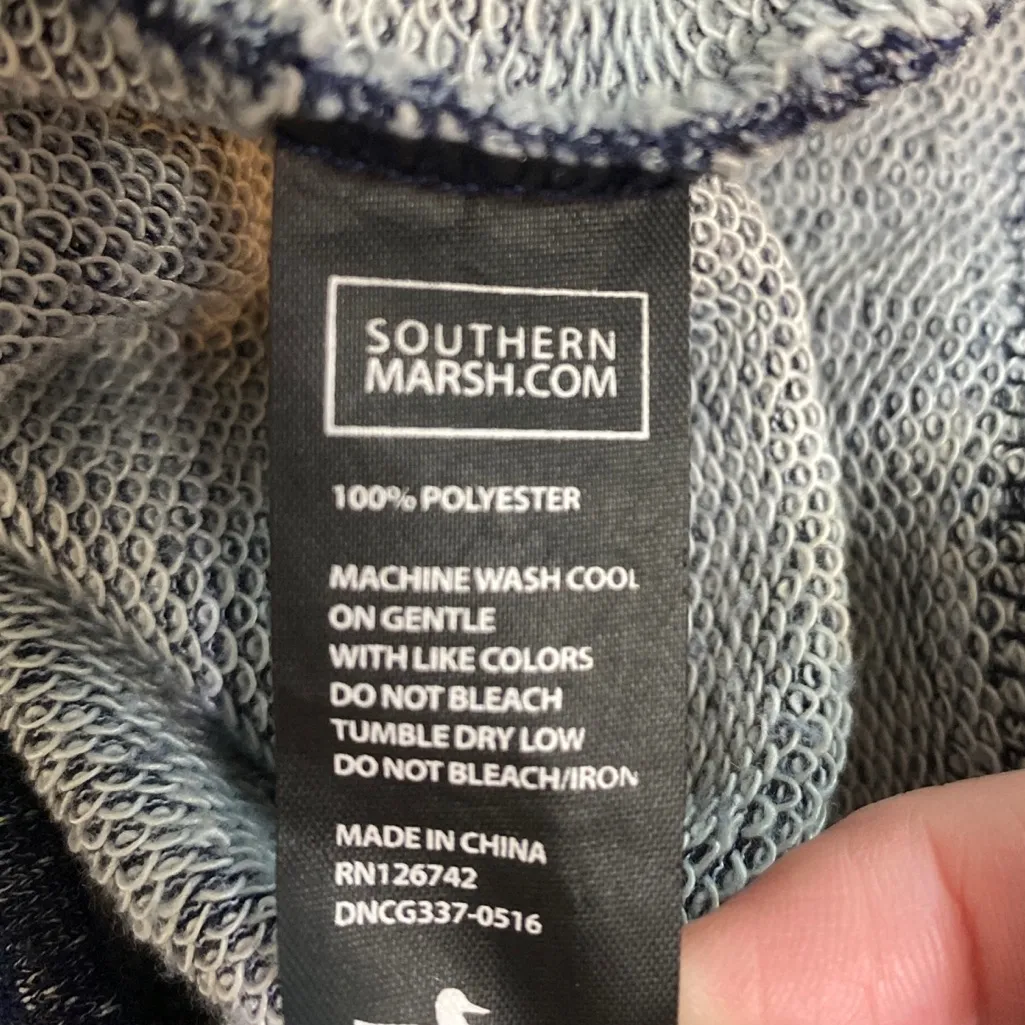 SOUTHERN
MARSH.COM
100% POLYESTER
MACHINE WASH COOL
ON GENTLE
WITH LIKE COLORS
DO NOT BLEACH
TUMBLE DRY LOW
DO NOT BLEACH/IRON
MADE IN CHINA
RN126742
DNCG337-0516